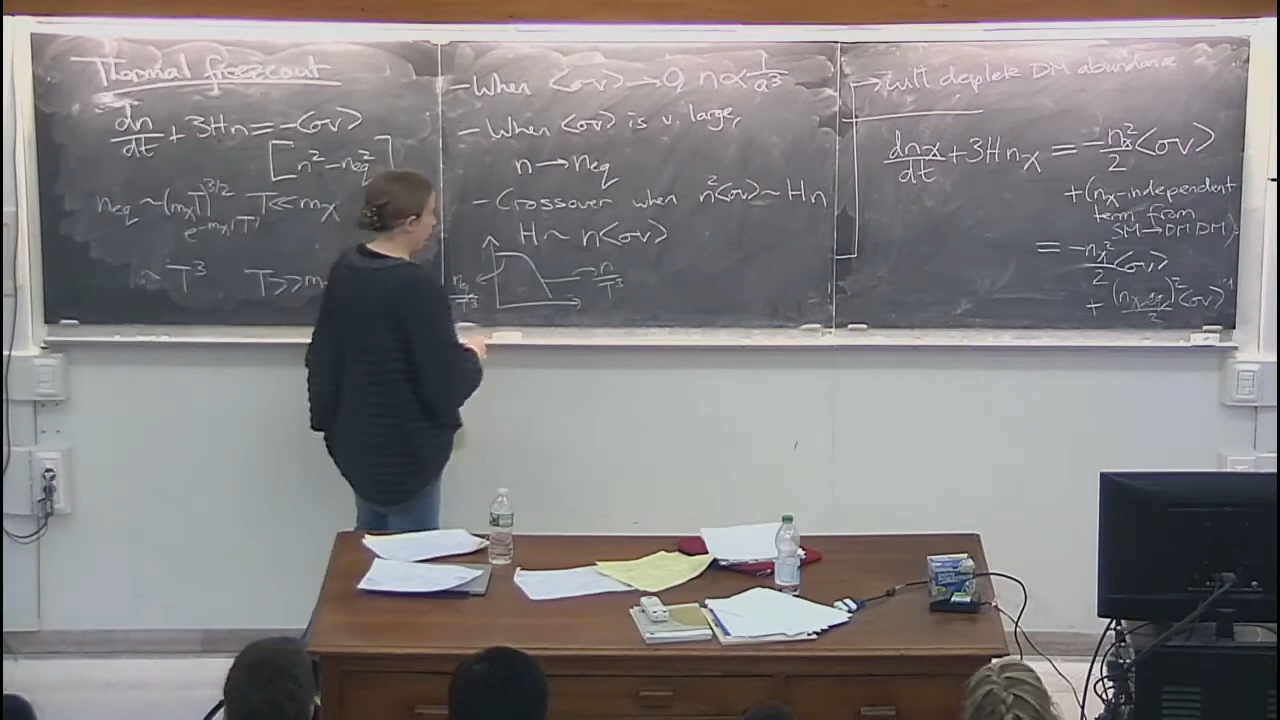 Thermal freezeout
dn/dt + 3Hn = -<σv>
[n² - neq²]
neq ~ (mχT)^3/2 T << mχ
e^-mχ/T
~ T³ T >> m
- When <σv> → 0, n ∝ 1/a³
- When <σv> is v. large,
n → neq
- Crossover when n²<σv> ~ Hn
H ~ n<σv>
neq/T³
n/T³
→ will deplete DM abundance
dnχ/dt + 3Hnχ = -nχ²/2 <σv>
+ (nχ-independent
term from
SM → DM DM).
= -nχ²/2 <σv>
+ (nχ,eq)²/2 <σv>